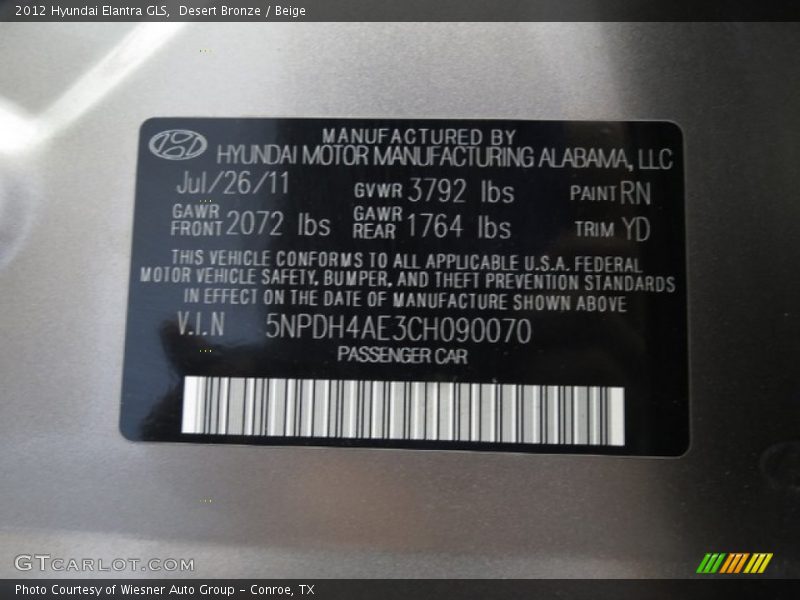 2012 Hyundai Elantra GLS, Desert Bronze / Beige
MANUFACTURED BY
HYUNDAI MOTOR MANUFACTURING ALABAMA, LLC
Jul/26/11 GVWR 3792 lbs PAINT RN
GAWR FRONT 2072 lbs GAWR REAR 1764 lbs TRIM YD
THIS VEHICLE CONFORMS TO ALL APPLICABLE U.S.A. FEDERAL
MOTOR VEHICLE SAFETY, BUMPER, AND THEFT PREVENTION STANDARDS
IN EFFECT ON THE DATE OF MANUFACTURE SHOWN ABOVE
V.I.N 5NPDH4AE3CH090070
PASSENGER CAR
GTCARLOT.COM
Photo Courtesy of Wiesner Auto Group - Conroe, TX